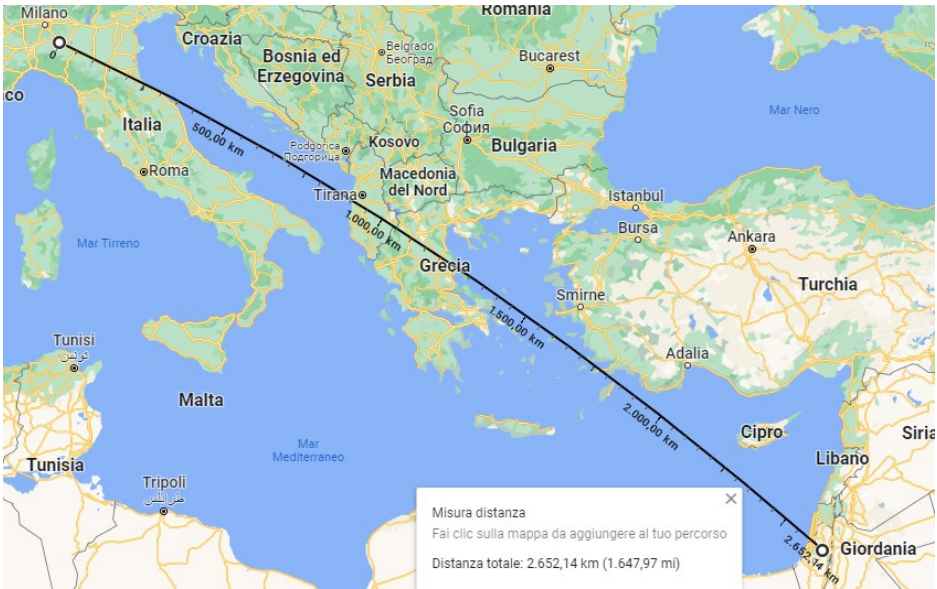 Milano
Romania
Croazia
Bosnia ed
Erzegovina
Belgrado
Београд
Bucarest
0
aco
Serbia
Mar Nero
Italia
500,00 km
Sofia
София
Podgorica
Подгорица
Kosovo
Bulgaria
Roma
Macedonia
del Nord
Tirana
Istanbul
1.000,00 km
Bursa
Ankara
Mar Tirreno
Grecia
Turchia
Smirne
1.500,00 km
Tunisi
تونس
Adalia
Malta
2.000,00 km
Cipro
Siria
Mar
Mediterraneo
Libano
Tunisia
Tripoli
طرابلس
Misura distanza
Fai clic sulla mappa da aggiungere al tuo percorso
Distanza totale: 2.652,14 km (1.647,97 mi)
2.652,14 km
Giordania